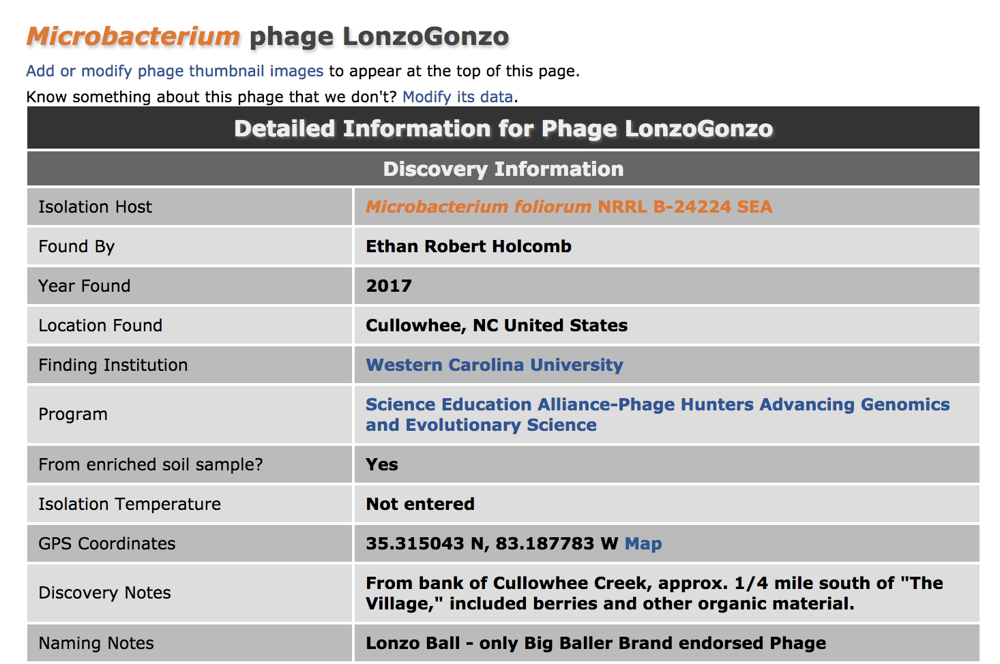 Microbacterium phage LonzoGonzo
Add or modify phage thumbnail images to appear at the top of this page.
Know something about this phage that we don't? Modify its data.
Detailed Information for Phage LonzoGonzo
Discovery Information
Isolation Host Microbacterium foliorum NRRL B-24224 SEA
Found By Ethan Robert Holcomb
Year Found 2017
Location Found Cullowhee, NC United States
Finding Institution Western Carolina University
Program Science Education Alliance-Phage Hunters Advancing Genomics
and Evolutionary Science
From enriched soil sample? Yes
Isolation Temperature Not entered
GPS Coordinates 35.315043 N, 83.187783 W Map
Discovery Notes From bank of Cullowhee Creek, approx. 1/4 mile south of "The
Village," included berries and other organic material.
Naming Notes Lonzo Ball - only Big Baller Brand endorsed Phage